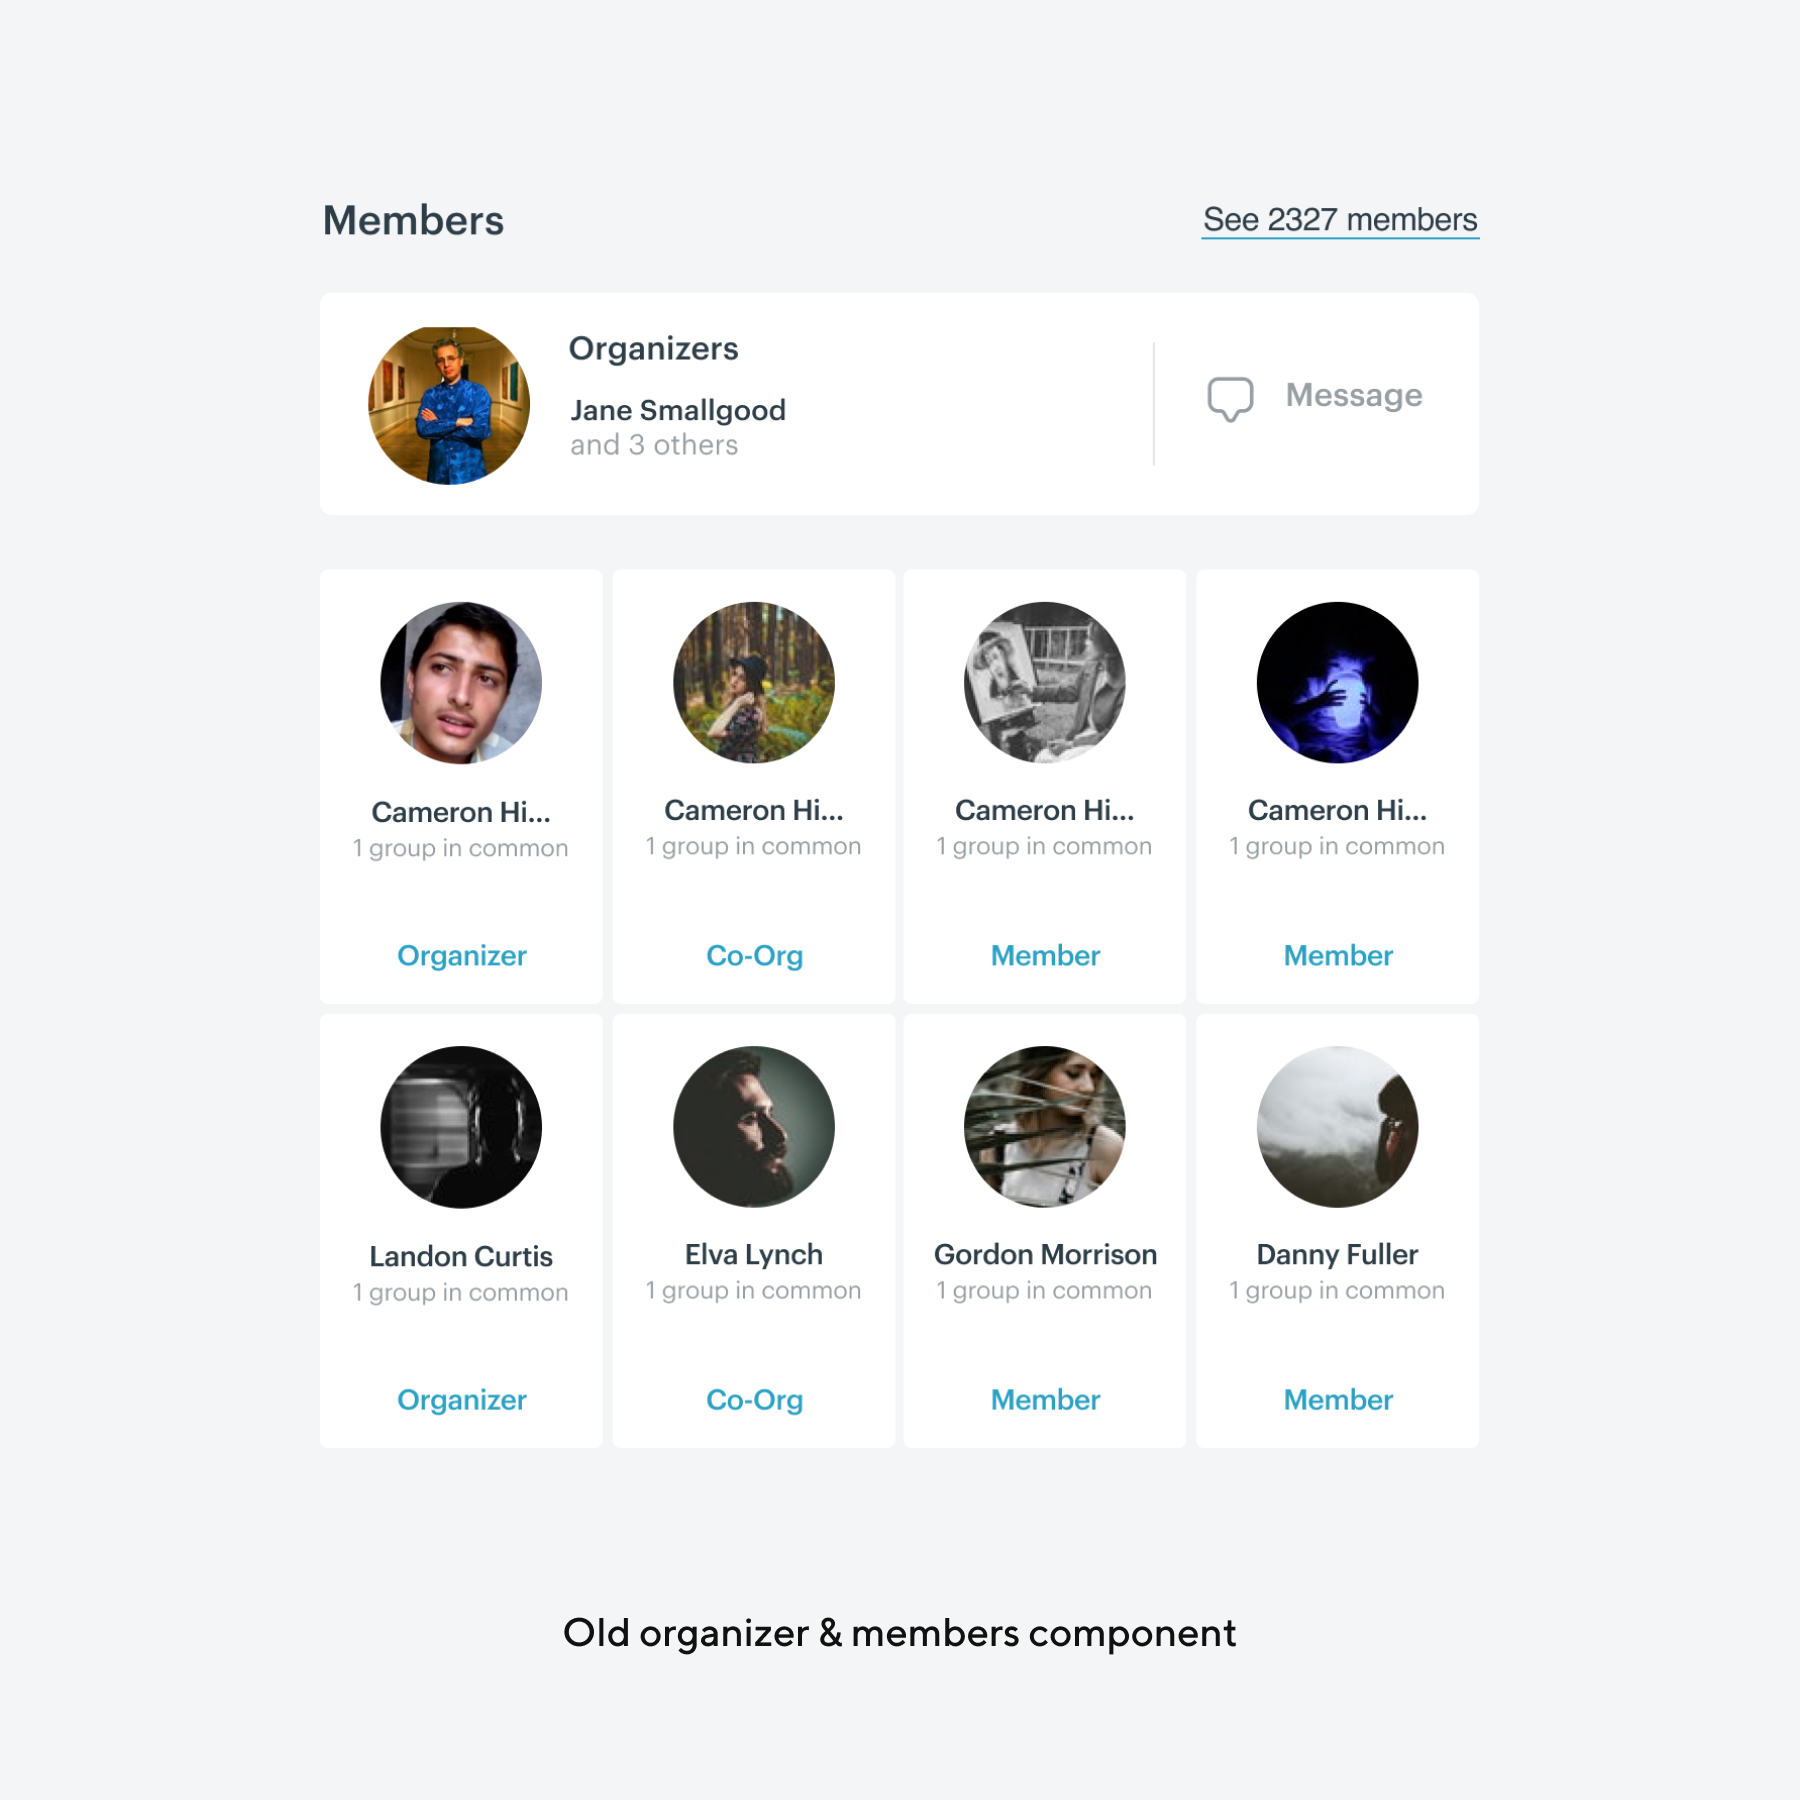 Members
See 2327 members
Organizers
Jane Smallgood
and 3 others
Message
Cameron Hi...
1 group in common
Organizer
Cameron Hi...
1 group in common
Co-Org
Cameron Hi...
1 group in common
Member
Cameron Hi...
1 group in common
Member
Landon Curtis
1 group in common
Organizer
Elva Lynch
1 group in common
Co-Org
Gordon Morrison
1 group in common
Member
Danny Fuller
1 group in common
Member
Old organizer & members component